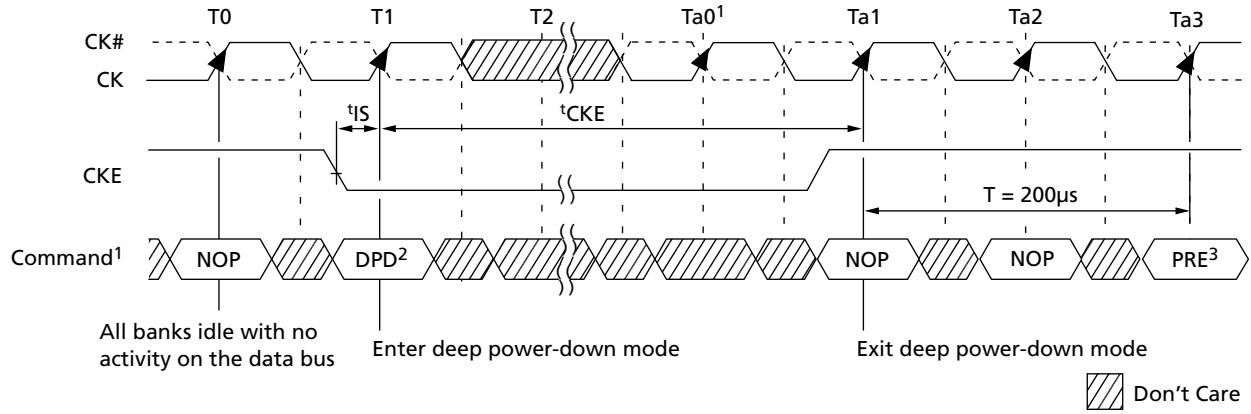 T0 T1 T2 Ta0¹ Ta1 Ta2 Ta3
CK#
CK
tIS tCKE
CKE
T = 200µs
Command¹ NOP DPD² NOP NOP PRE³
All banks idle with no
activity on the data bus
Enter deep power-down mode
Exit deep power-down mode
Don't Care